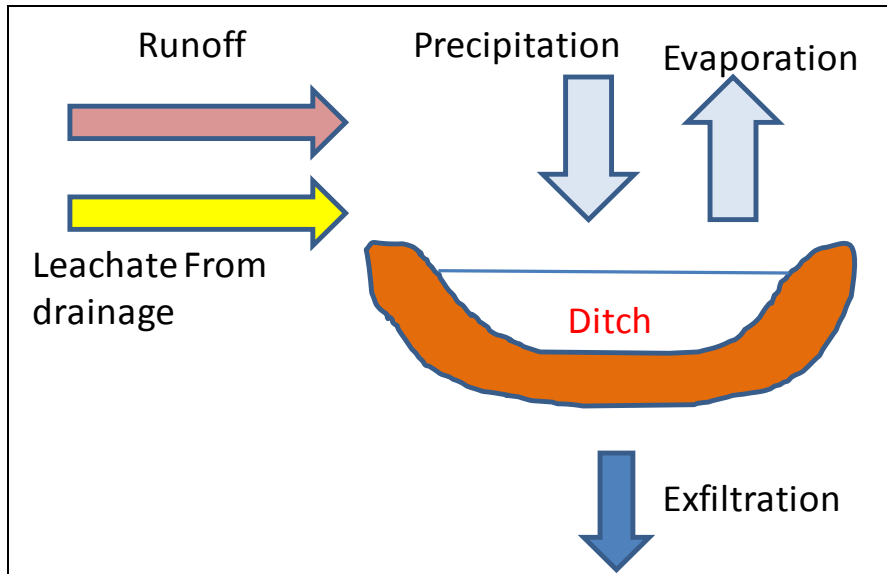 Runoff
Precipitation
Evaporation
Leachate From
drainage
Ditch
Exfiltration